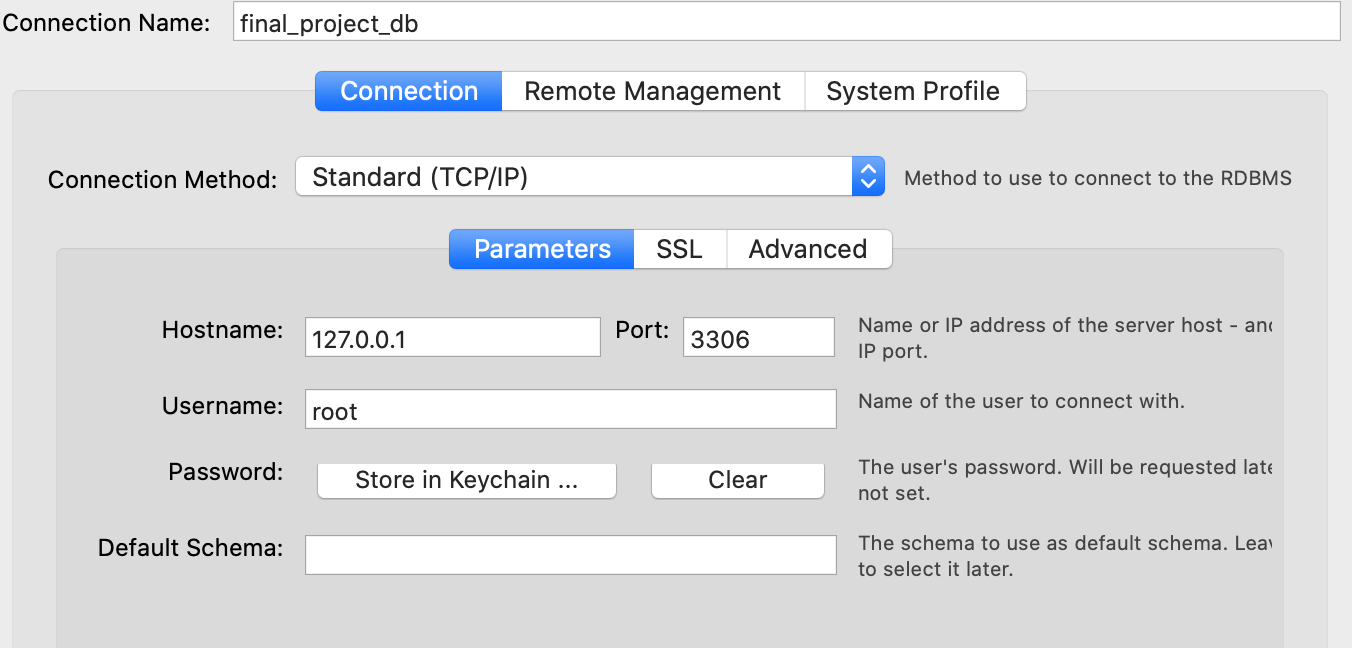 Connection Name: final_project_db
Connection Remote Management System Profile
Connection Method: Standard (TCP/IP) Method to use to connect to the RDBMS
Parameters SSL Advanced
Hostname: 127.0.0.1 Port: 3306 Name or IP address of the server host - and
IP port.
Username: root Name of the user to connect with.
Password: Store in Keychain ... Clear The user's password. Will be requested late
not set.
Default Schema: The schema to use as default schema. Leav
to select it later.